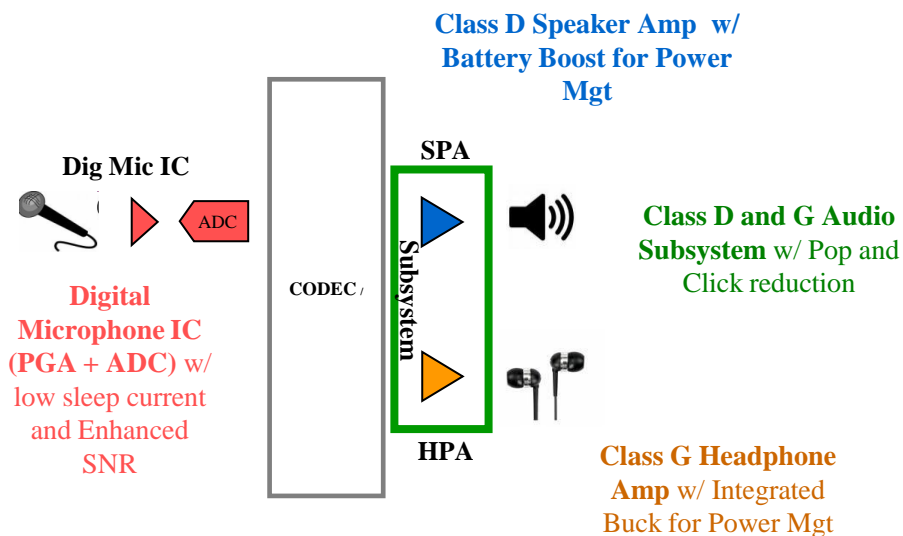 Class D Speaker Amp w/
Battery Boost for Power
Mgt
Dig Mic IC
SPA
ADC
Class D and G Audio
Subsystem w/ Pop and
Click reduction
Subsystem
CODEC /
Digital
Microphone IC
(PGA + ADC) w/
low sleep current
and Enhanced
SNR
HPA
Class G Headphone
Amp w/ Integrated
Buck for Power Mgt